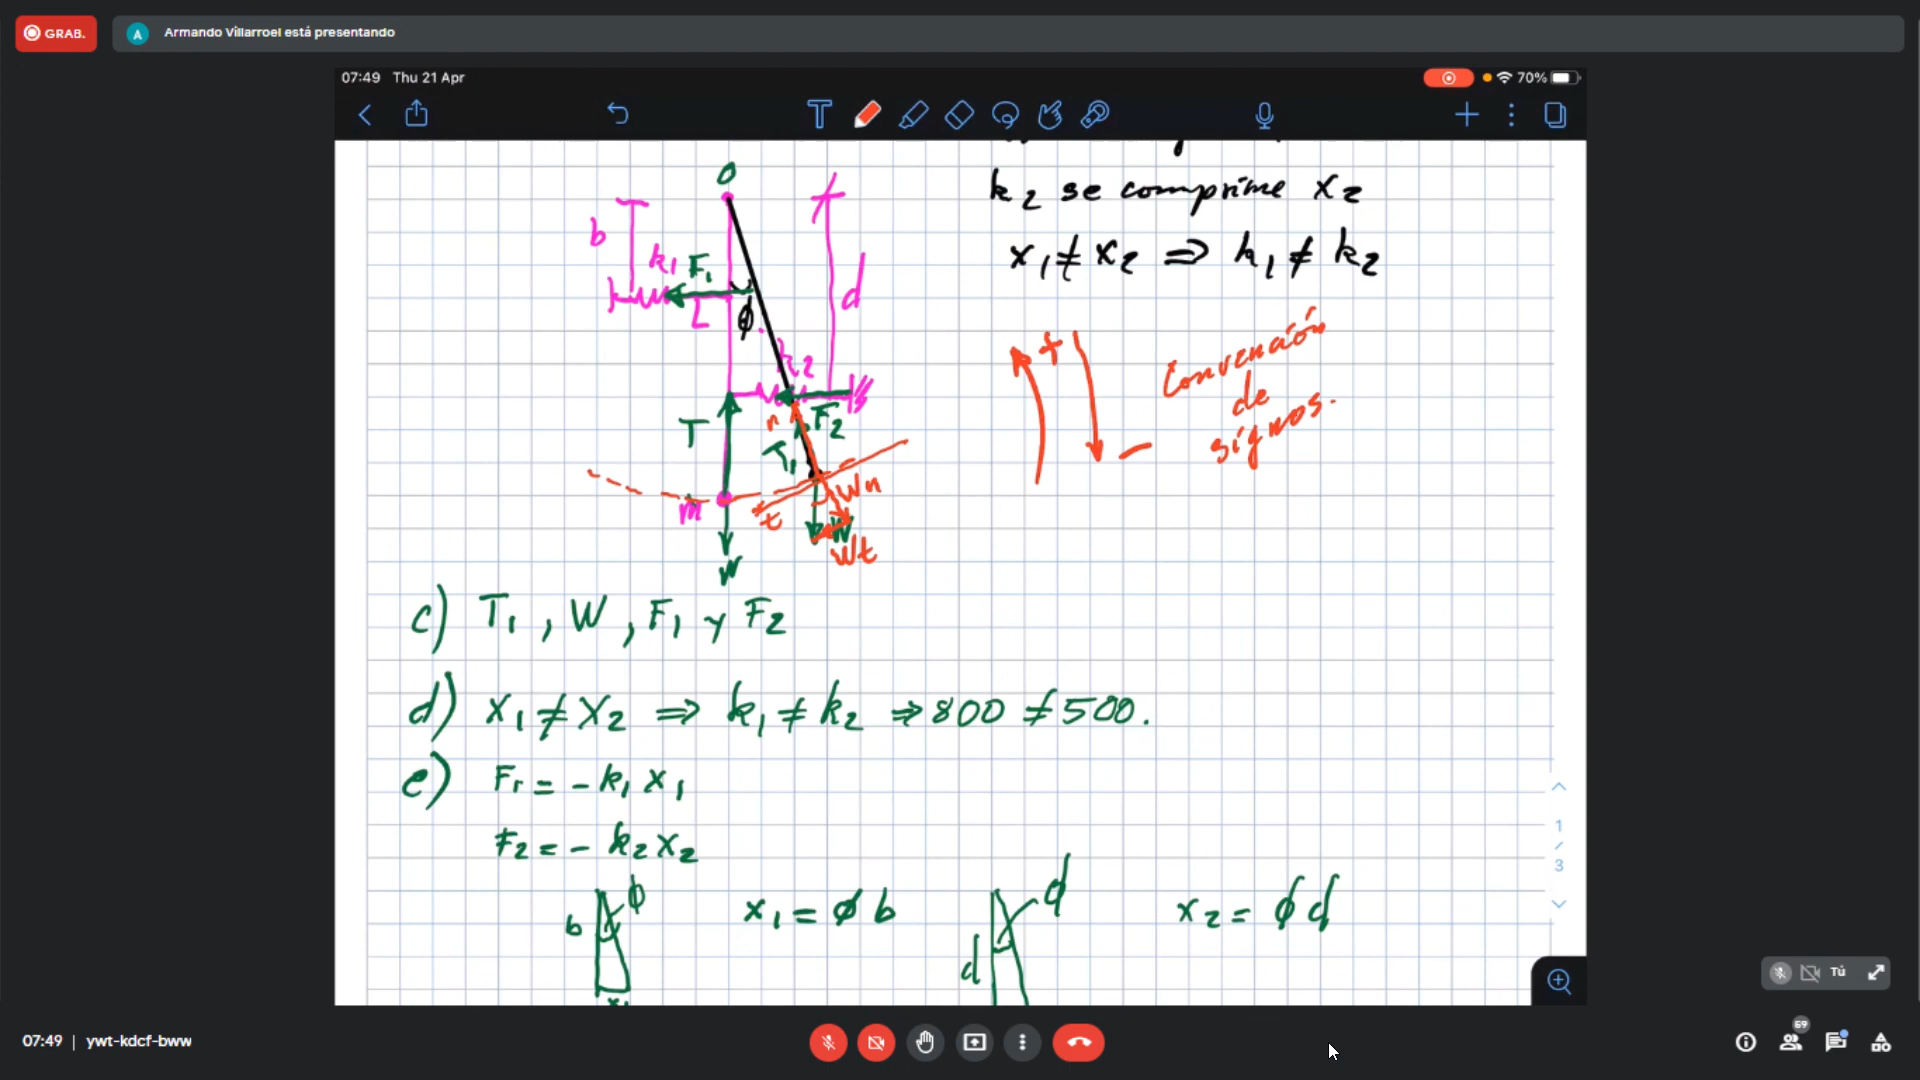 GRAB.
A
Armando Villarroel está presentando
07:49 Thu 21 Apr
70%
k2 se comprime x2
x1 ≠ x2 ⇒ k1 ≠ k2
O
b
k1
F1
L
ϕ
d
k2
F2
T
T1
r
m
t
Wn
W
Wt
W
+
−
Convención
de
signos.
c) T1, W, F1 y F2
d) x1 ≠ x2 ⇒ k1 ≠ k2 ⇒ 800 ≠ 500.
e) Fr = - k1 x1
F2 = - k2 x2
b
ϕ
x1 = ϕ b
d
ϕ
x2 = ϕ d
1
/
3
Tú
07:49 | ywt-kdcf-bww
59